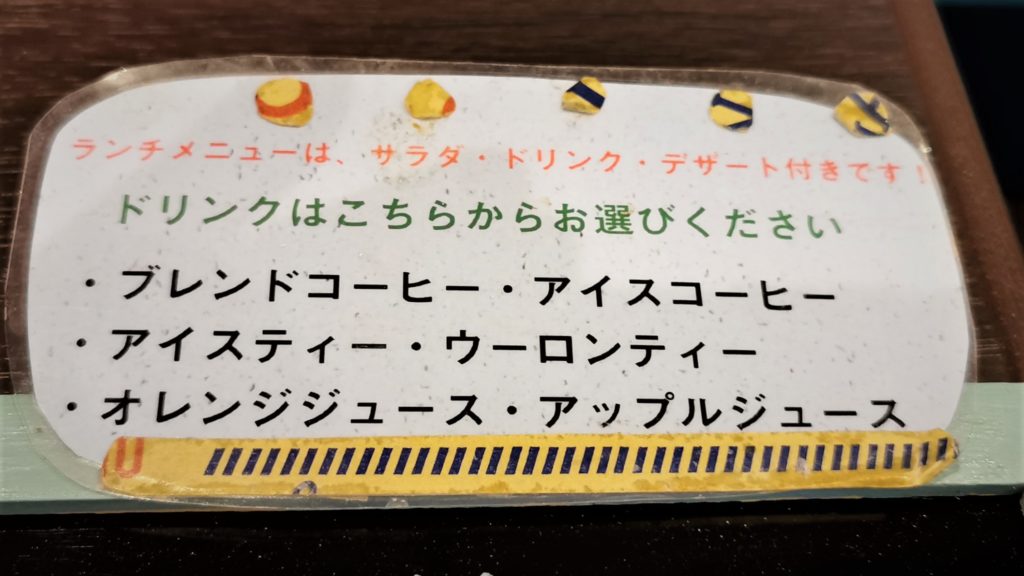 ランチメニューは、サラダ・ドリンク・デザート付きです！
ドリンクはこちらからお選びください
・ブレンドコーヒー・アイスコーヒー
・アイスティー・ウーロンティー
・オレンジジュース・アップルジュース
U